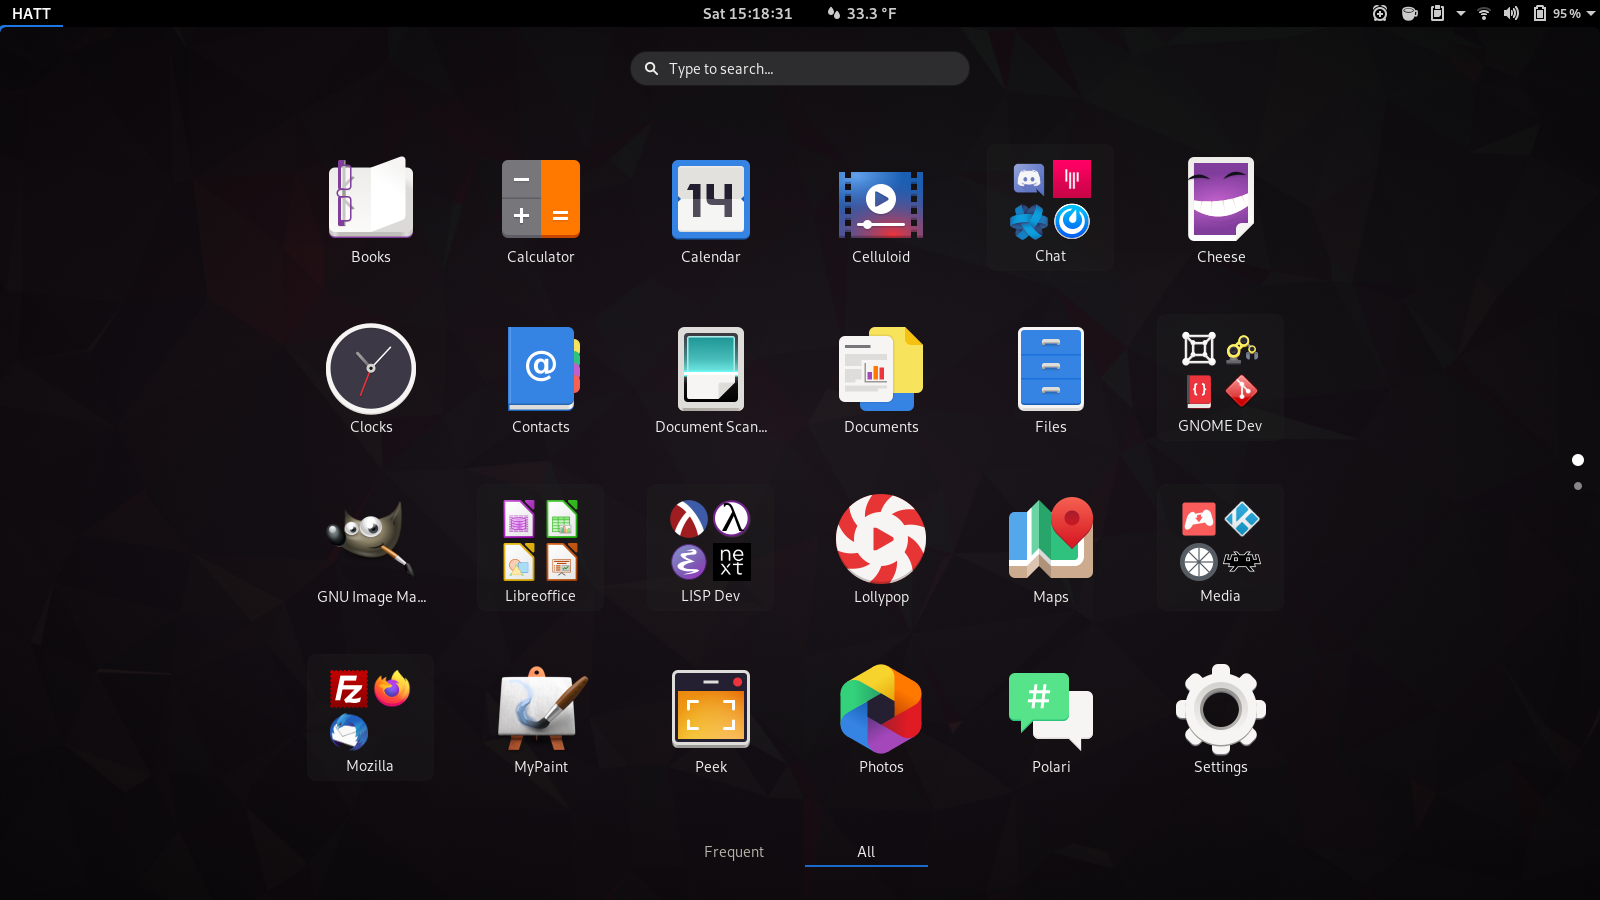 HATT
Sat 15:18:31
33.3 °F
95 %
Type to search...
Books
Calculator
14
Calendar
Celluloid
Chat
Cheese
Clocks
@
Contacts
Document Scan...
Documents
Files
{ }
GNOME Dev
GNU Image Ma...
Libreoffice
λ
ne
xt
LISP Dev
Lollypop
Maps
Media
Fz
Mozilla
MyPaint
Peek
Photos
#
Polari
Settings
Frequent
All